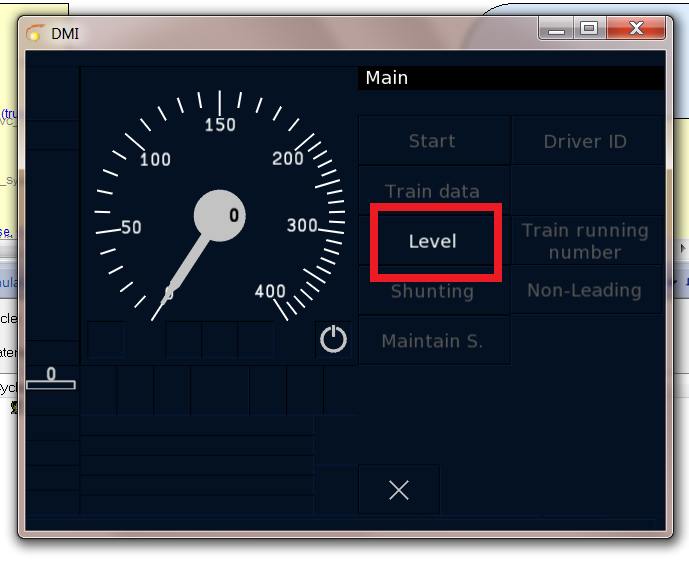 DMI
Main
150
100
200
50
300
0
400
0
0
Start
Driver ID
Train data
Level
Train running
number
Shunting
Non-Leading
Maintain S.
(tru